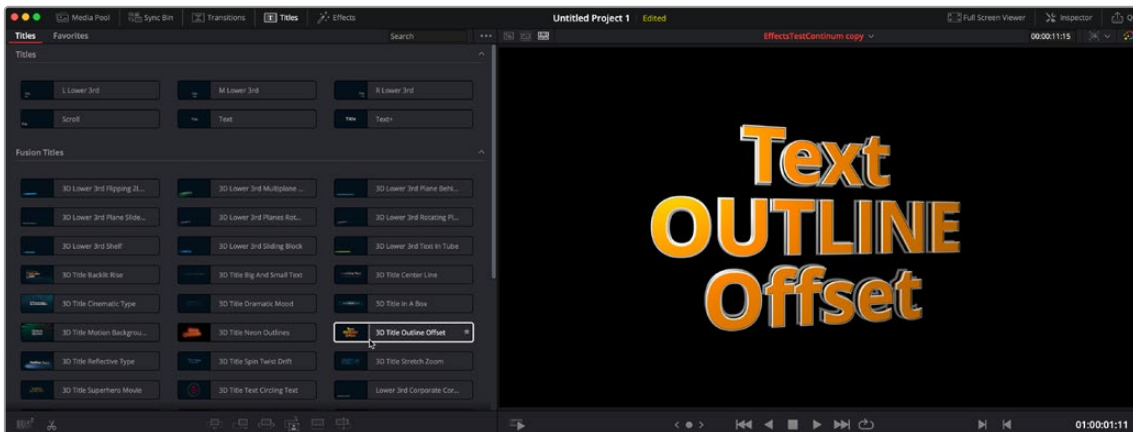 Media Pool Sync Bin Transitions Titles Effects Untitled Project 1 Edited Full Screen Viewer Inspector
Titles Favorites Search EffectsTestContinum copy 00:00:11:15
Titles
L Lower 3rd M Lower 3rd R Lower 3rd
Scroll Text Title Text+
Fusion Titles
3D Lower 3rd Flipping 2l... 3D Lower 3rd Multiplane ... 3D Lower 3rd Plane Behi...
3D Lower 3rd Plane Slide... 3D Lower 3rd Planes Rot... 3D Lower 3rd Rotating Pl...
3D Lower 3rd Shelf 3D Lower 3rd Sliding Block 3D Lower 3rd Text In Tube
3D Title Backlit Rise 3D Title Big And Small Text 3D Title Center Line
3D Title Cinematic Type 3D Title Dramatic Mood 3D Title In A Box
3D Title Motion Backgrou... 3D Title Neon Outlines 3D Title Outline Offset
3D Title Reflective Type 3D Title Spin Twist Drift 3D Title Stretch Zoom
3D Title Superhero Movie 3D Title Text Circling Text Lower 3rd Corporate Cor...
Text
OUTLINE
Offset
01:00:01:11